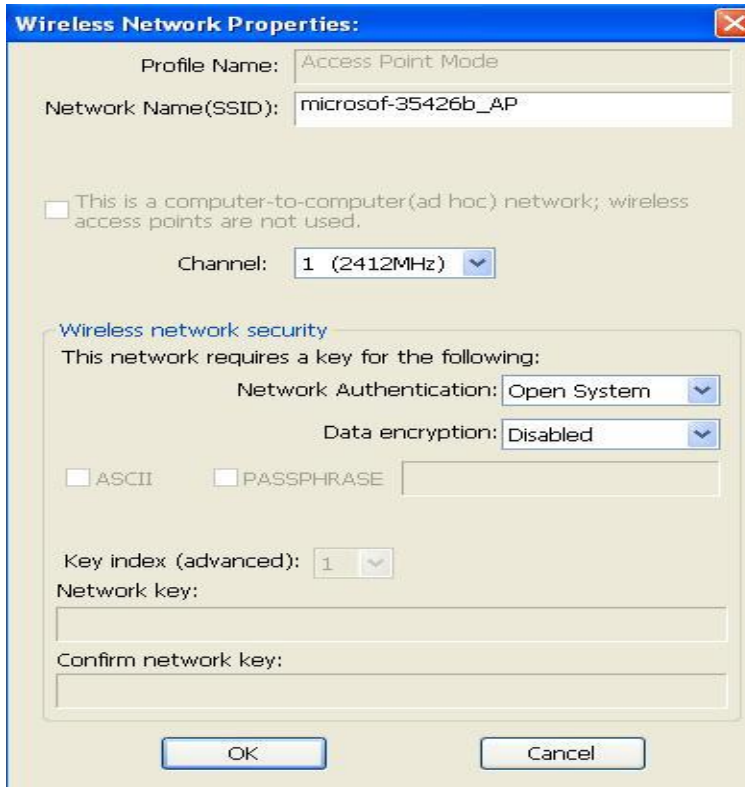 Wireless Network Properties:
Profile Name: Access Point Mode
Network Name(SSID): microsof-35426b_AP
This is a computer-to-computer(ad hoc) network; wireless
access points are not used.
Channel: 1 (2412MHz)
Wireless network security
This network requires a key for the following:
Network Authentication: Open System
Data encryption: Disabled
ASCII PASSPHRASE
Key index (advanced): 1
Network key:
Confirm network key:
OK Cancel